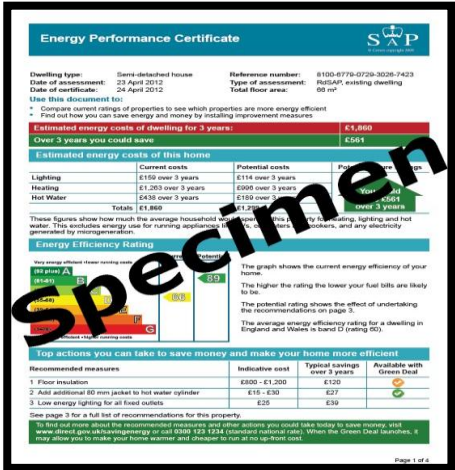 Energy Performance Certificate
SAP
Dwelling type: Semi-detached house Reference number: 8100-6779-0729-3026-7423
Date of assessment: 23 April 2012 Type of assessment: RdSAP, existing dwelling
Date of certificate: 24 April 2012 Total floor area: 66 m²
Use this document to:
• Compare current ratings of properties to see which properties are more energy efficient
• Find out how you can save energy and money by installing improvement measures
Estimated energy costs of dwelling for 3 years: £1,860
Over 3 years you could save £561
Estimated energy costs of this home
Current costs Potential costs
Lighting £159 over 3 years £114 over 3 years
Heating £1,263 over 3 years £996 over 3 years
Hot Water £438 over 3 years £189 over 3 years
£561
over 3 years
Totals £1,860
Specimen
These figures show how much the average household would
heating, lighting and hot
water. This excludes energy use for running appliances
and any electricity
generated by microgeneration.
Energy Efficiency Rating
Very energy efficient - lower running costs
(92 plus) A
(81-91) B
89
D
F
G
higher running costs
The graph shows the current energy efficiency of your
home.
The higher the rating the lower your fuel bills are likely
to be.
The potential rating shows the effect of undertaking
the recommendations on page 3.
The average energy efficiency rating for a dwelling in
England and Wales is band D (rating 60).
Top actions you can take to save money and make your home more efficient
Recommended measures Indicative cost Typical savings over 3 years Available with Green Deal
1 Floor insulation £800 - £1,200 £120
2 Add additional 80 mm jacket to hot water cylinder £15 - £30 £27
3 Low energy lighting for all fixed outlets £25 £39
See page 3 for a full list of recommendations for this property.
To find out more about the recommended measures and other actions you could take today to save money, visit
www.direct.gov.uk/savingenergy or call 0300 123 1234 (standard national rate). When the Green Deal launches, it
may allow you to make your home warmer and cheaper to run at no up-front cost.
Page 1 of 4